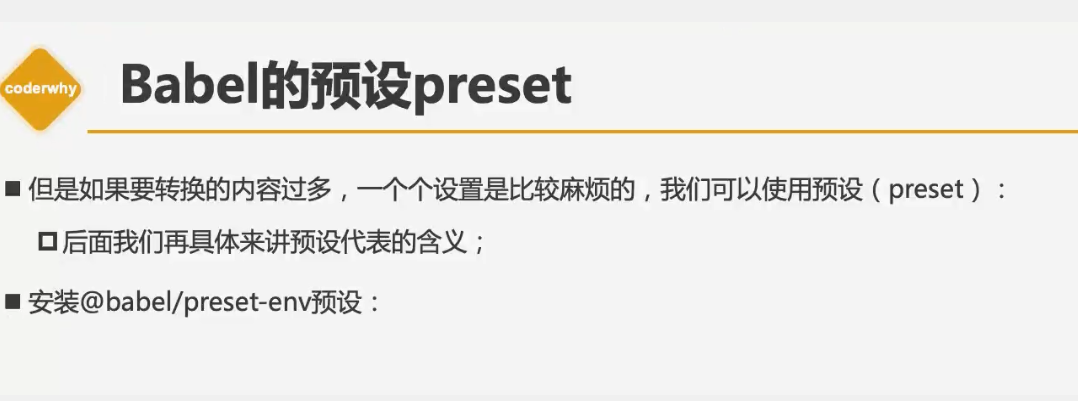 coderwhy
Babel的预设preset
但是如果要转换的内容过多，一个个设置是比较麻烦的，我们可以使用预设（preset）：
后面我们再具体来讲预设代表的含义；
安装@babel/preset-env预设：